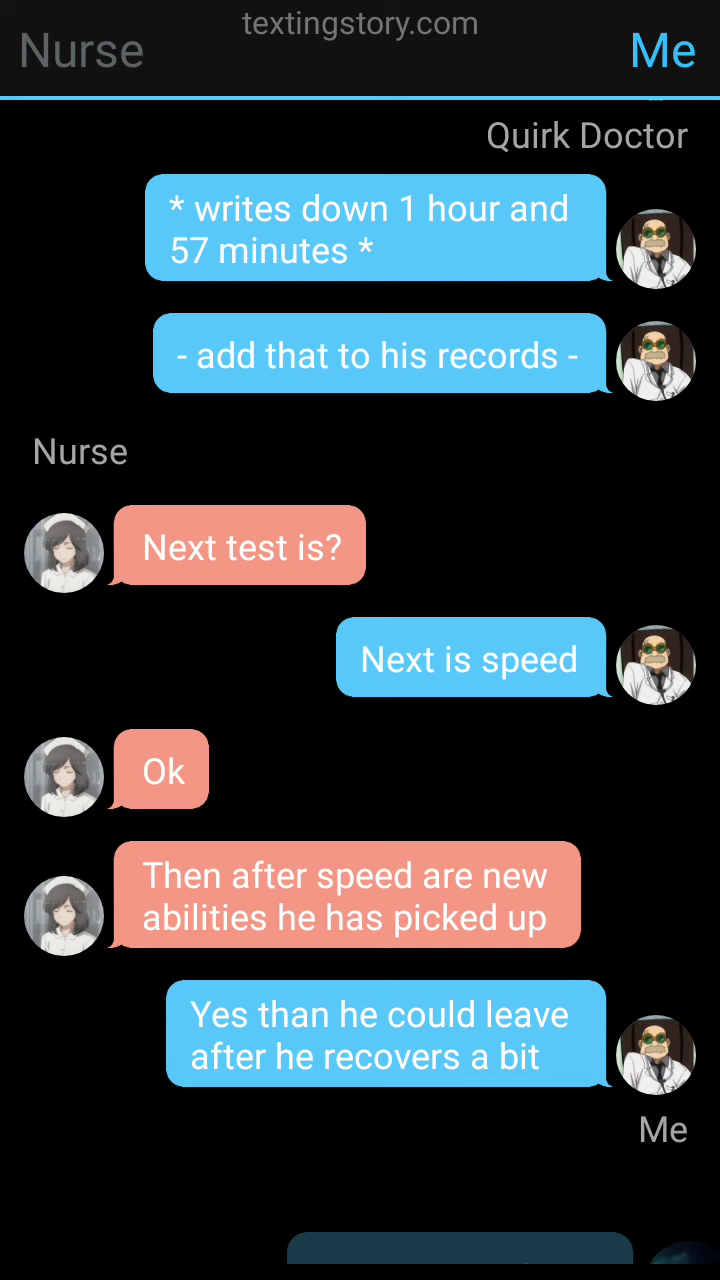 textingstory.com
Nurse
Me
Quirk Doctor
* writes down 1 hour and
57 minutes *
- add that to his records -
Nurse
Next test is?
Next is speed
Ok
Then after speed are new
abilities he has picked up
Yes than he could leave
after he recovers a bit
Me